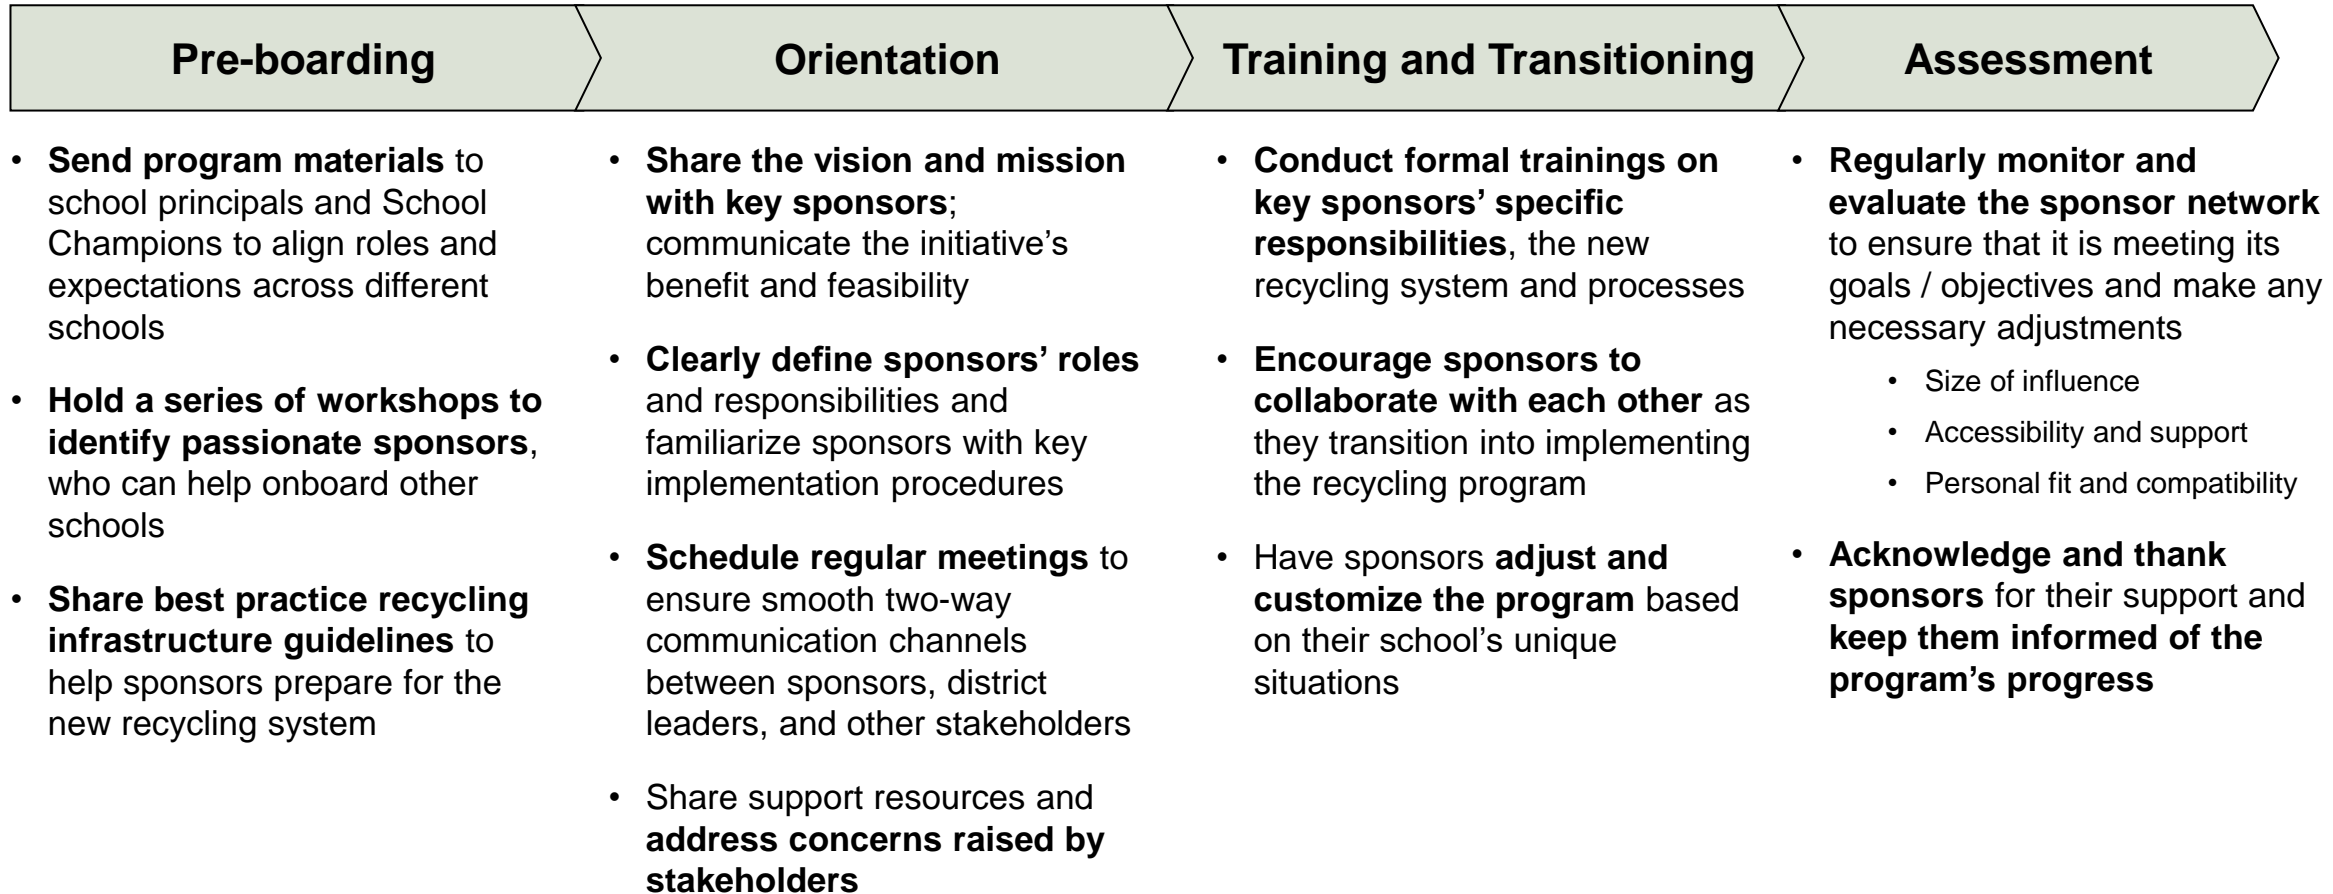 Pre-boarding
Orientation
Training and Transitioning
Assessment
• Send program materials to
school principals and School
Champions to align roles and
expectations across different
schools
• Hold a series of workshops to
identify passionate sponsors,
who can help onboard other
schools
• Share best practice recycling
infrastructure guidelines to
help sponsors prepare for the
new recycling system
• Share the vision and mission
with key sponsors;
communicate the initiative’s
benefit and feasibility
• Clearly define sponsors’ roles
and responsibilities and
familiarize sponsors with key
implementation procedures
• Schedule regular meetings to
ensure smooth two-way
communication channels
between sponsors, district
leaders, and other stakeholders
• Share support resources and
address concerns raised by
stakeholders
• Conduct formal trainings on
key sponsors’ specific
responsibilities, the new
recycling system and processes
• Encourage sponsors to
collaborate with each other as
they transition into implementing
the recycling program
• Have sponsors adjust and
customize the program based
on their school’s unique
situations
• Regularly monitor and
evaluate the sponsor network
to ensure that it is meeting its
goals / objectives and make any
necessary adjustments
• Size of influence
• Accessibility and support
• Personal fit and compatibility
• Acknowledge and thank
sponsors for their support and
keep them informed of the
program’s progress